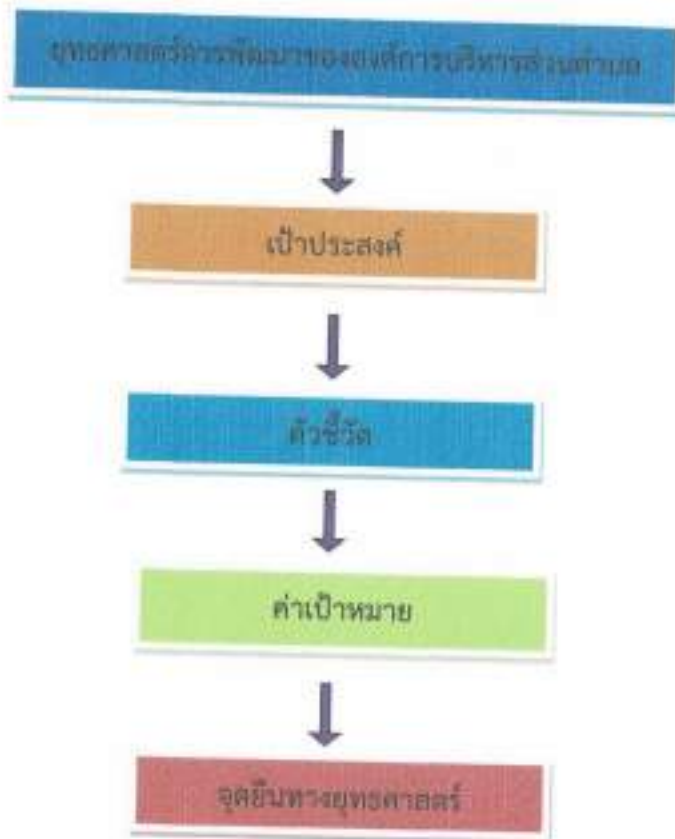 ยุทธศาสตร์การพัฒนาขององค์การบริหารส่วนตำบล
เป้าประสงค์
ตัวชี้วัด
ค่าเป้าหมาย
จุดยืนทางยุทธศาสตร์